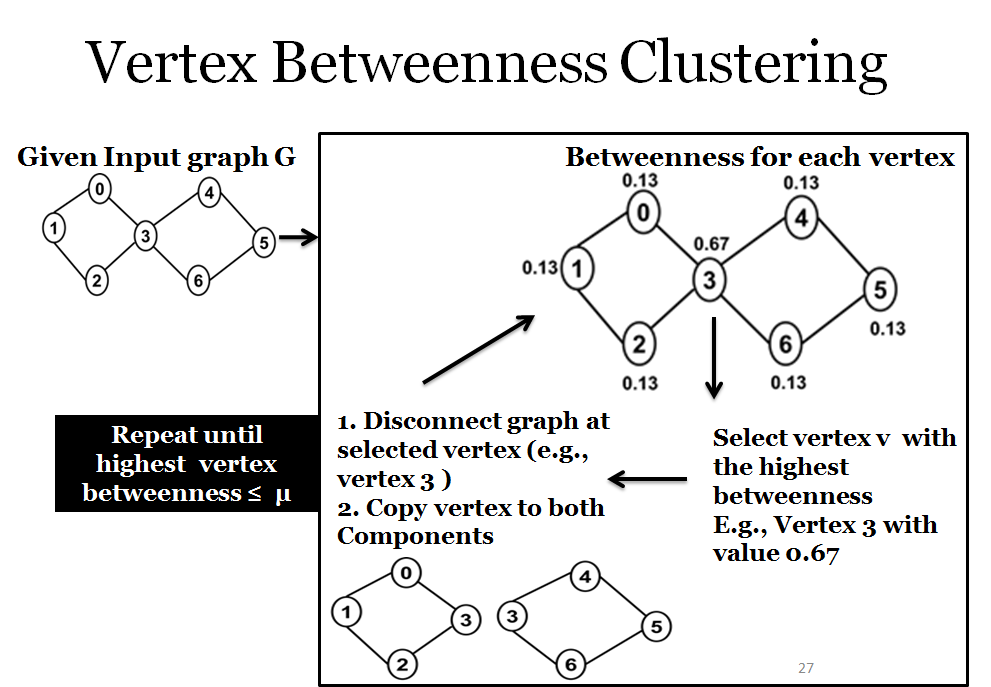 Vertex Betweenness Clustering
Given Input graph G
0
4
1
3
5
2
6
Betweenness for each vertex
0.13
0.13
0
4
0.67
0.13
1
3
5
0.13
2
6
0.13
0.13
Repeat until
highest vertex
betweenness ≤ μ
1. Disconnect graph at
selected vertex (e.g.,
vertex 3 )
2. Copy vertex to both
Components
Select vertex v with
the highest
betweenness
E.g., Vertex 3 with
value 0.67
0
1
3
2
4
3
5
6
27